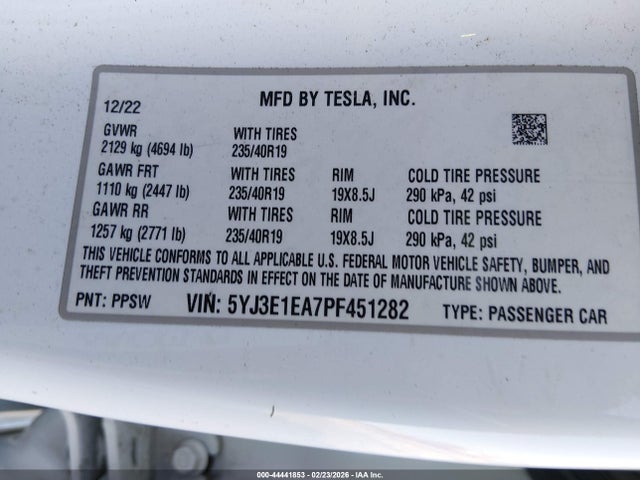 12/22 MFD BY TESLA, INC.
GVWR WITH TIRES
2129 kg (4694 lb) 235/40R19
GAWR FRT WITH TIRES RIM COLD TIRE PRESSURE
1110 kg (2447 lb) 235/40R19 19X8.5J 290 kPa, 42 psi
GAWR RR WITH TIRES RIM COLD TIRE PRESSURE
1257 kg (2771 lb) 235/40R19 19X8.5J 290 kPa, 42 psi
THIS VEHICLE CONFORMS TO ALL APPLICABLE U.S. FEDERAL MOTOR VEHICLE SAFETY, BUMPER, AND
THEFT PREVENTION STANDARDS IN EFFECT ON THE DATE OF MANUFACTURE SHOWN ABOVE.
PNT: PPSW VIN: 5YJ3E1EA7PF451282 TYPE: PASSENGER CAR
000-44441853 - 02/23/2026 - IAA Inc.